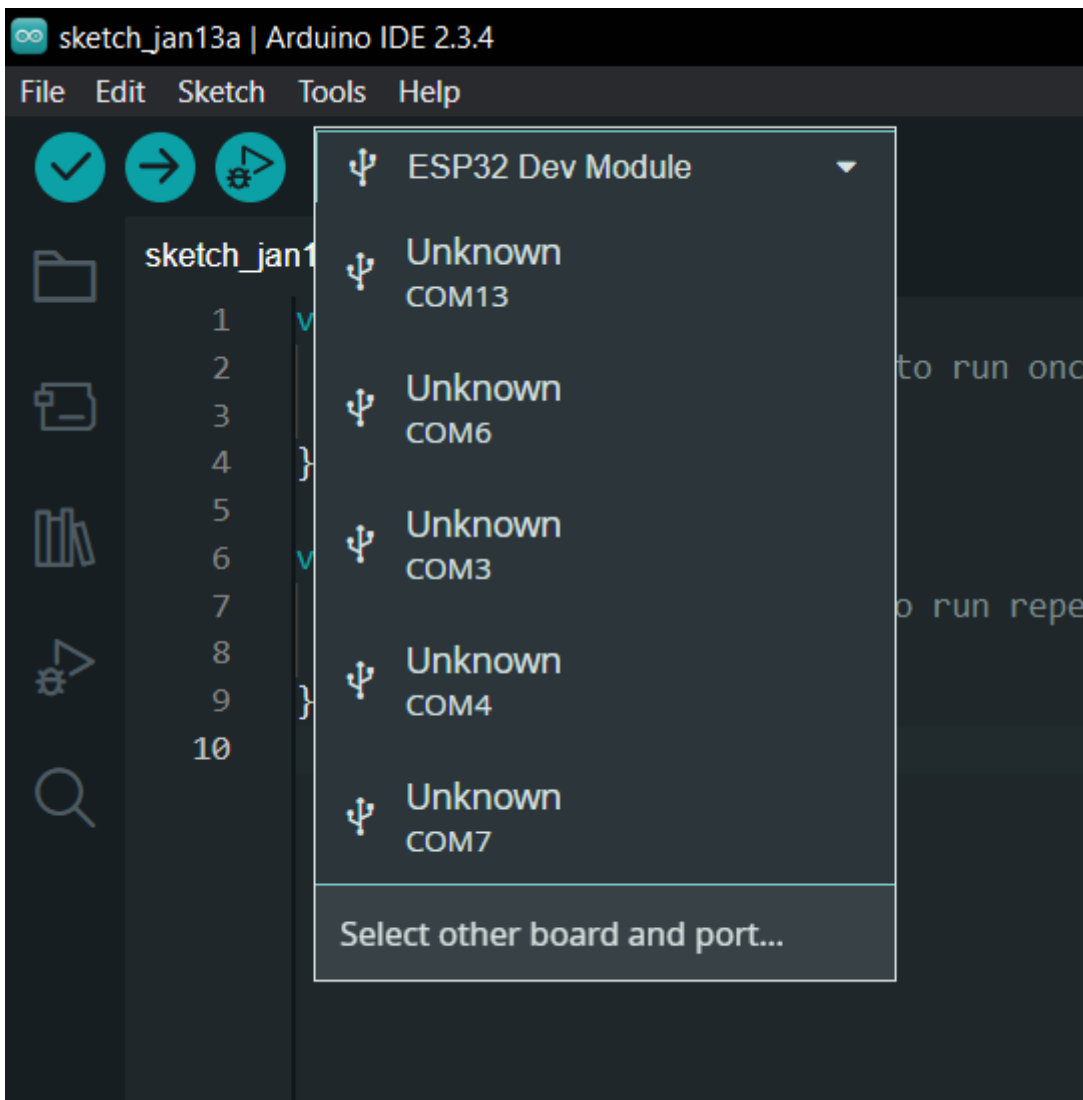 sketch_jan13a | Arduino IDE 2.3.4
File Edit Sketch Tools Help
ESP32 Dev Module
sketch_jan1
Unknown
COM13
1 v
2 to run onc
Unknown
3
COM6
4 }
5
Unknown
6 v
COM3
7 o run repe
8
Unknown
9 }
COM4
10
Unknown
COM7
Select other board and port...